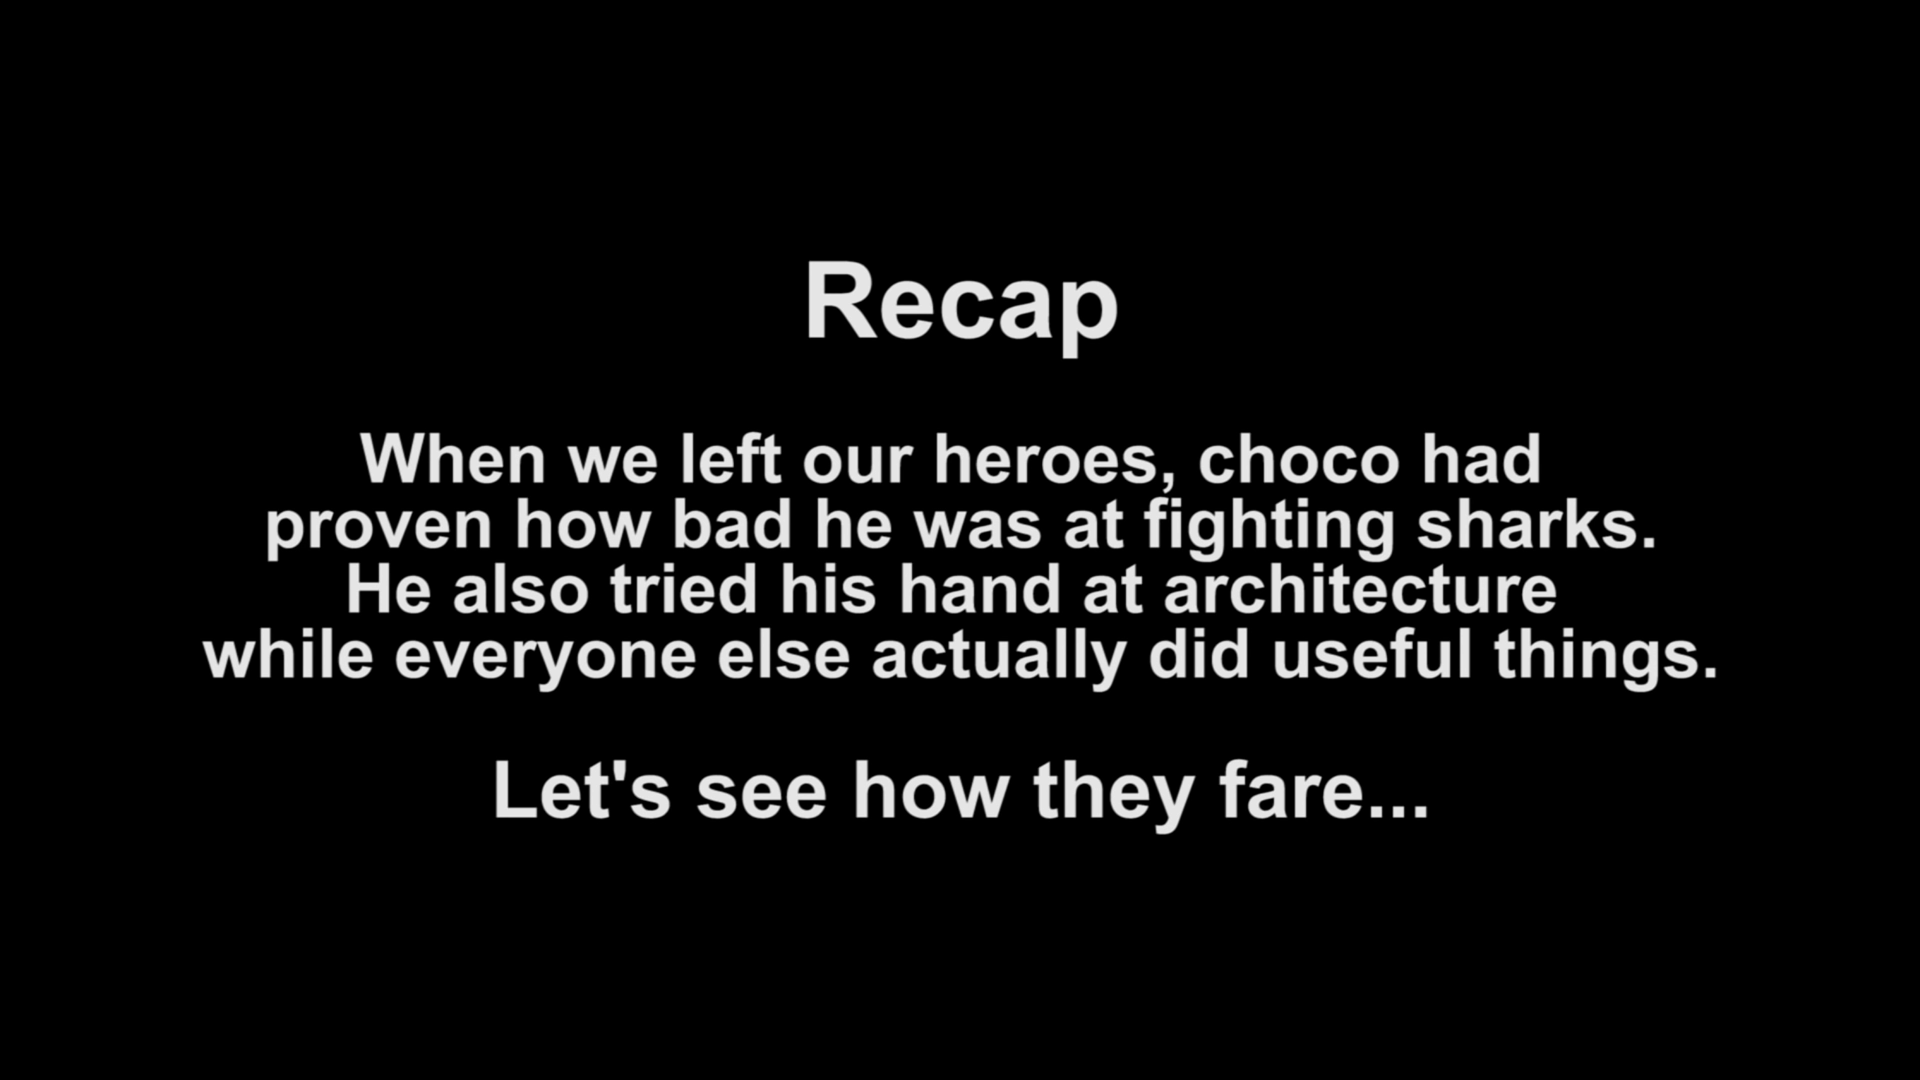 Recap
When we left our heroes, choco had
proven how bad he was at fighting sharks.
He also tried his hand at architecture
while everyone else actually did useful things.
Let's see how they fare...